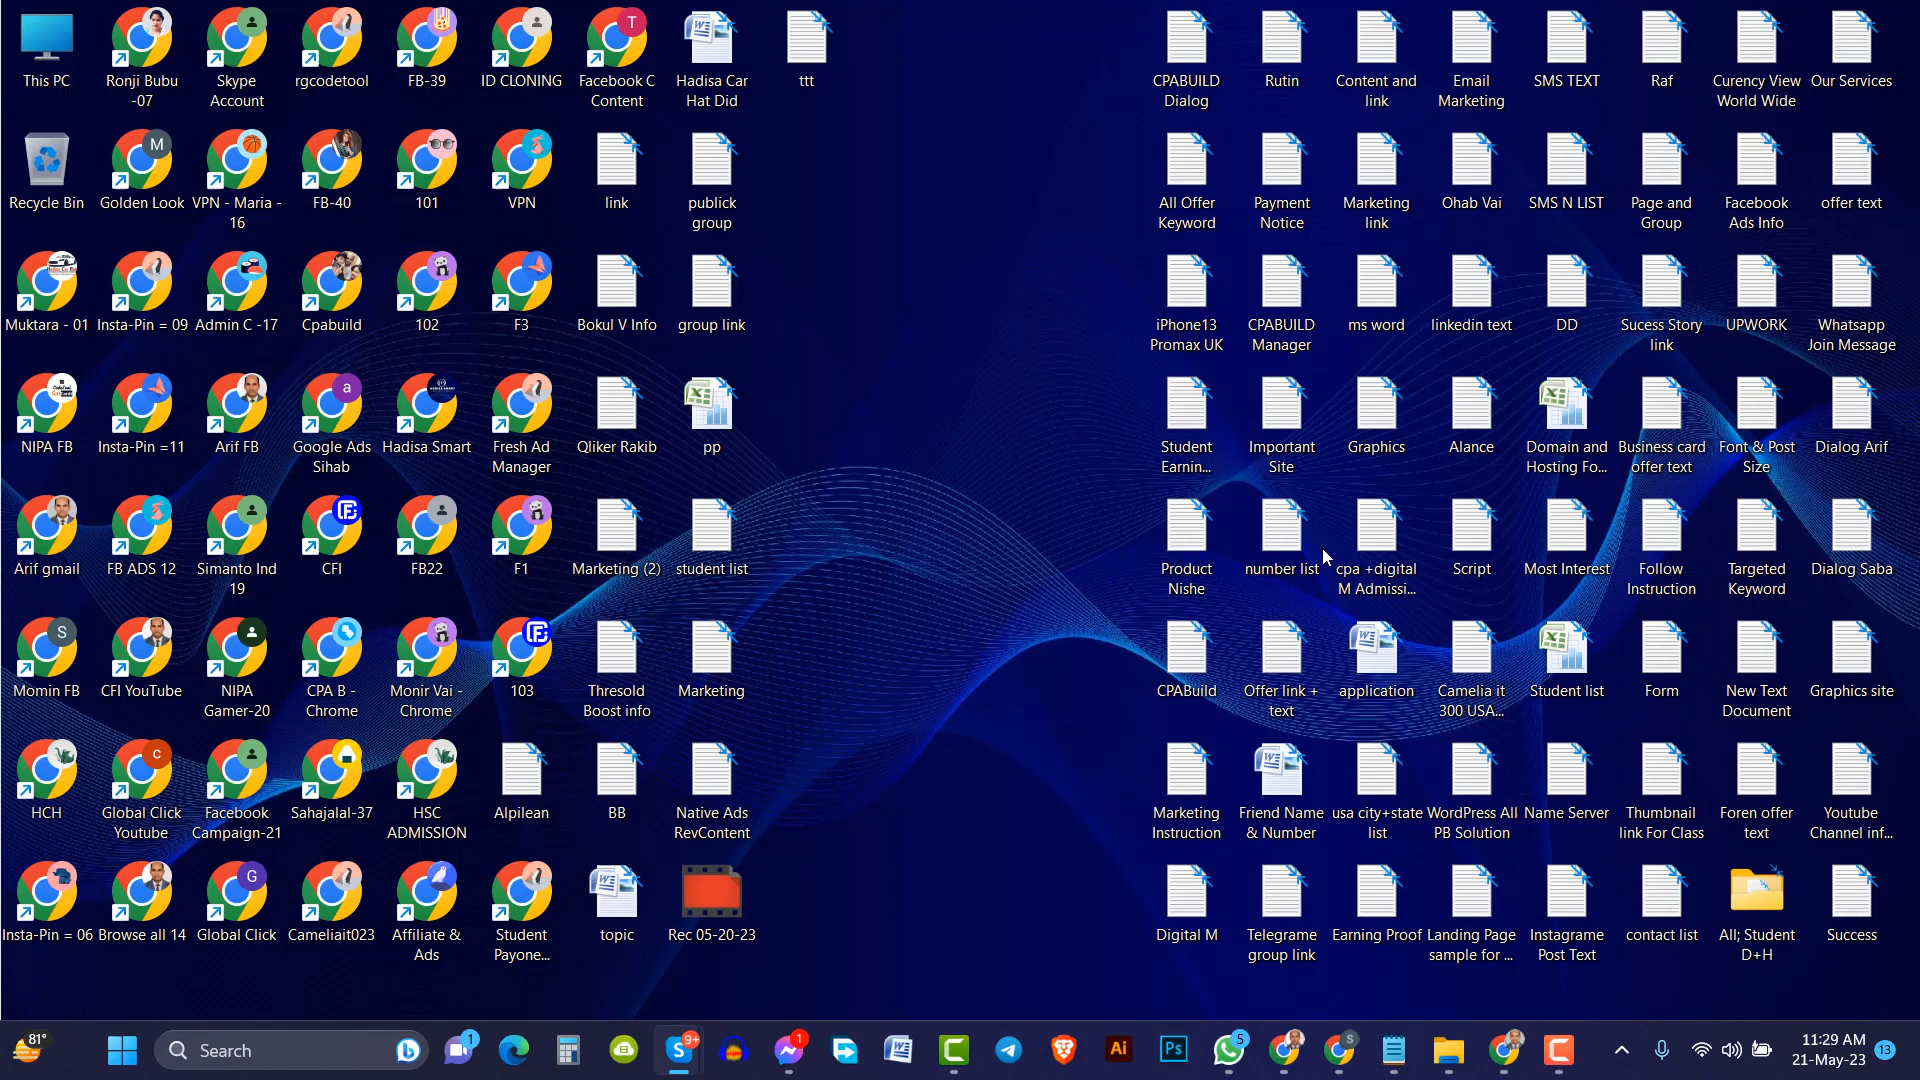 This PC
Ronji Bubu
-07
Skype
Account
rgcodetool
FB-39
ID CLONING
T
Facebook C
Content
Hadisa Car
Hat Did
ttt
CPABUILD
Dialog
Rutin
Content and
link
Email
Marketing
SMS TEXT
Raf
Curency View
World Wide
Our Services
Recycle Bin
M
Golden Look
VPN - Maria -
16
FB-40
101
VPN
link
publick
group
All Offer
Keyword
Payment
Notice
Marketing
link
Ohab Vai
SMS N LIST
Page and
Group
Facebook
Ads Info
offer text
Muktara - 01
Insta-Pin = 09
Admin C -17
Cpabuild
102
F3
Bokul V Info
group link
iPhone13
Promax UK
CPABUILD
Manager
ms word
linkedin text
DD
Sucess Story
link
UPWORK
Whatsapp
Join Message
NIPA FB
Insta-Pin =11
Arif FB
a
Google Ads
Sihab
Hadisa Smart
Fresh Ad
Manager
Qliker Rakib
pp
Student
Earnin...
Important
Site
Graphics
Alance
Domain and
Hosting Fo...
Business card
offer text
Font & Post
Size
Dialog Arif
Arif gmail
FB ADS 12
Simanto Ind
19
CFI
FB22
F1
Marketing (2)
student list
Product
Nishe
number list
cpa +digital
M Admissi...
Script
Most Interest
Follow
Instruction
Targeted
Keyword
Dialog Saba
S
Momin FB
CFI YouTube
NIPA
Gamer-20
CPA B -
Chrome
Monir Vai -
Chrome
103
Thresold
Boost info
Marketing
CPABuild
Offer link +
text
application
Camelia it
300 USA...
Student list
Form
New Text
Document
Graphics site
HCH
C
Global Click
Youtube
Facebook
Campaign-21
Sahajalal-37
HSC
ADMISSION
Alpilean
BB
Native Ads
RevContent
Marketing
Instruction
Friend Name
& Number
usa city+state
list
WordPress All
PB Solution
Name Server
Thumbnail
link For Class
Foren offer
text
Youtube
Channel inf...
Insta-Pin = 06
Browse all 14
G
Global Click
Cameliait023
Affiliate &
Ads
Student
Payone...
topic
Rec 05-20-23
Digital M
Telegrame
group link
Earning Proof
Landing Page
sample for ...
Instagrame
Post Text
contact list
All; Student
D+H
Success
81°
Search
1
9+
1
Ai
Ps
5
S
11:29 AM
21-May-23
13